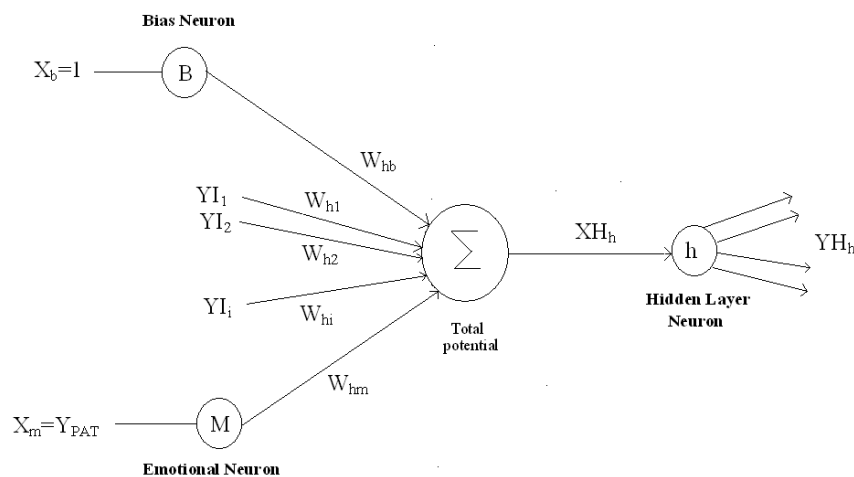 Bias Neuron
X_b=1
B
W_hb
YI_1
W_h1
YI_2
W_h2
∑
XH_h
h
YH_h
YI_i
W_hi
Hidden Layer
Neuron
Total
potential
W_hm
X_m=Y_PAT
M
Emotional Neuron